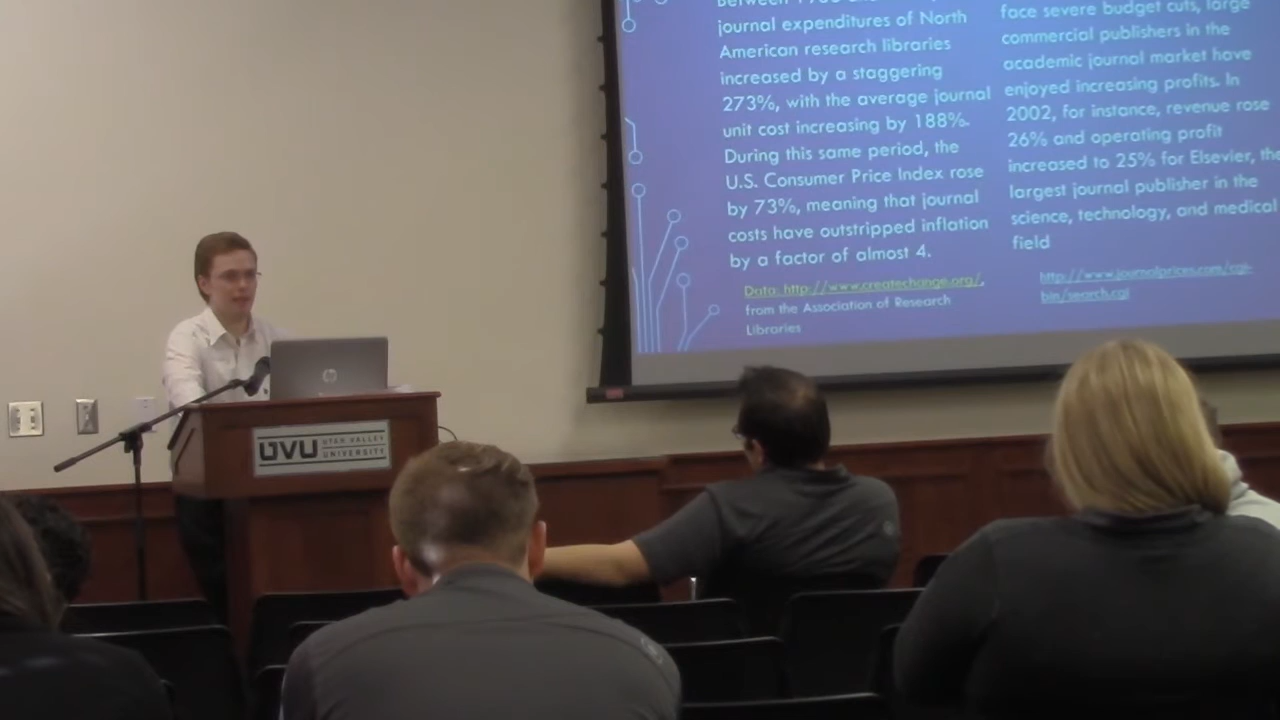 journal expenditures of North
American research libraries
increased by a staggering
273%, with the average journal
unit cost increasing by 188%.
During this same period, the
U.S. Consumer Price Index rose
by 73%, meaning that journal
costs have outstripped inflation
by a factor of almost 4.
Data: http://www.createchange.org/,
from the Association of Research
Libraries
face severe budget cuts, large
commercial publishers in the
academic journal market have
enjoyed increasing profits. In
2002, for instance, revenue rose
26% and operating profit
increased to 25% for Elsevier, the
largest journal publisher in the
science, technology, and medical
field
http://www.journalprices.com/cgi-
bin/search.cgi
hp
UVU
UTAH VALLEY
UNIVERSITY